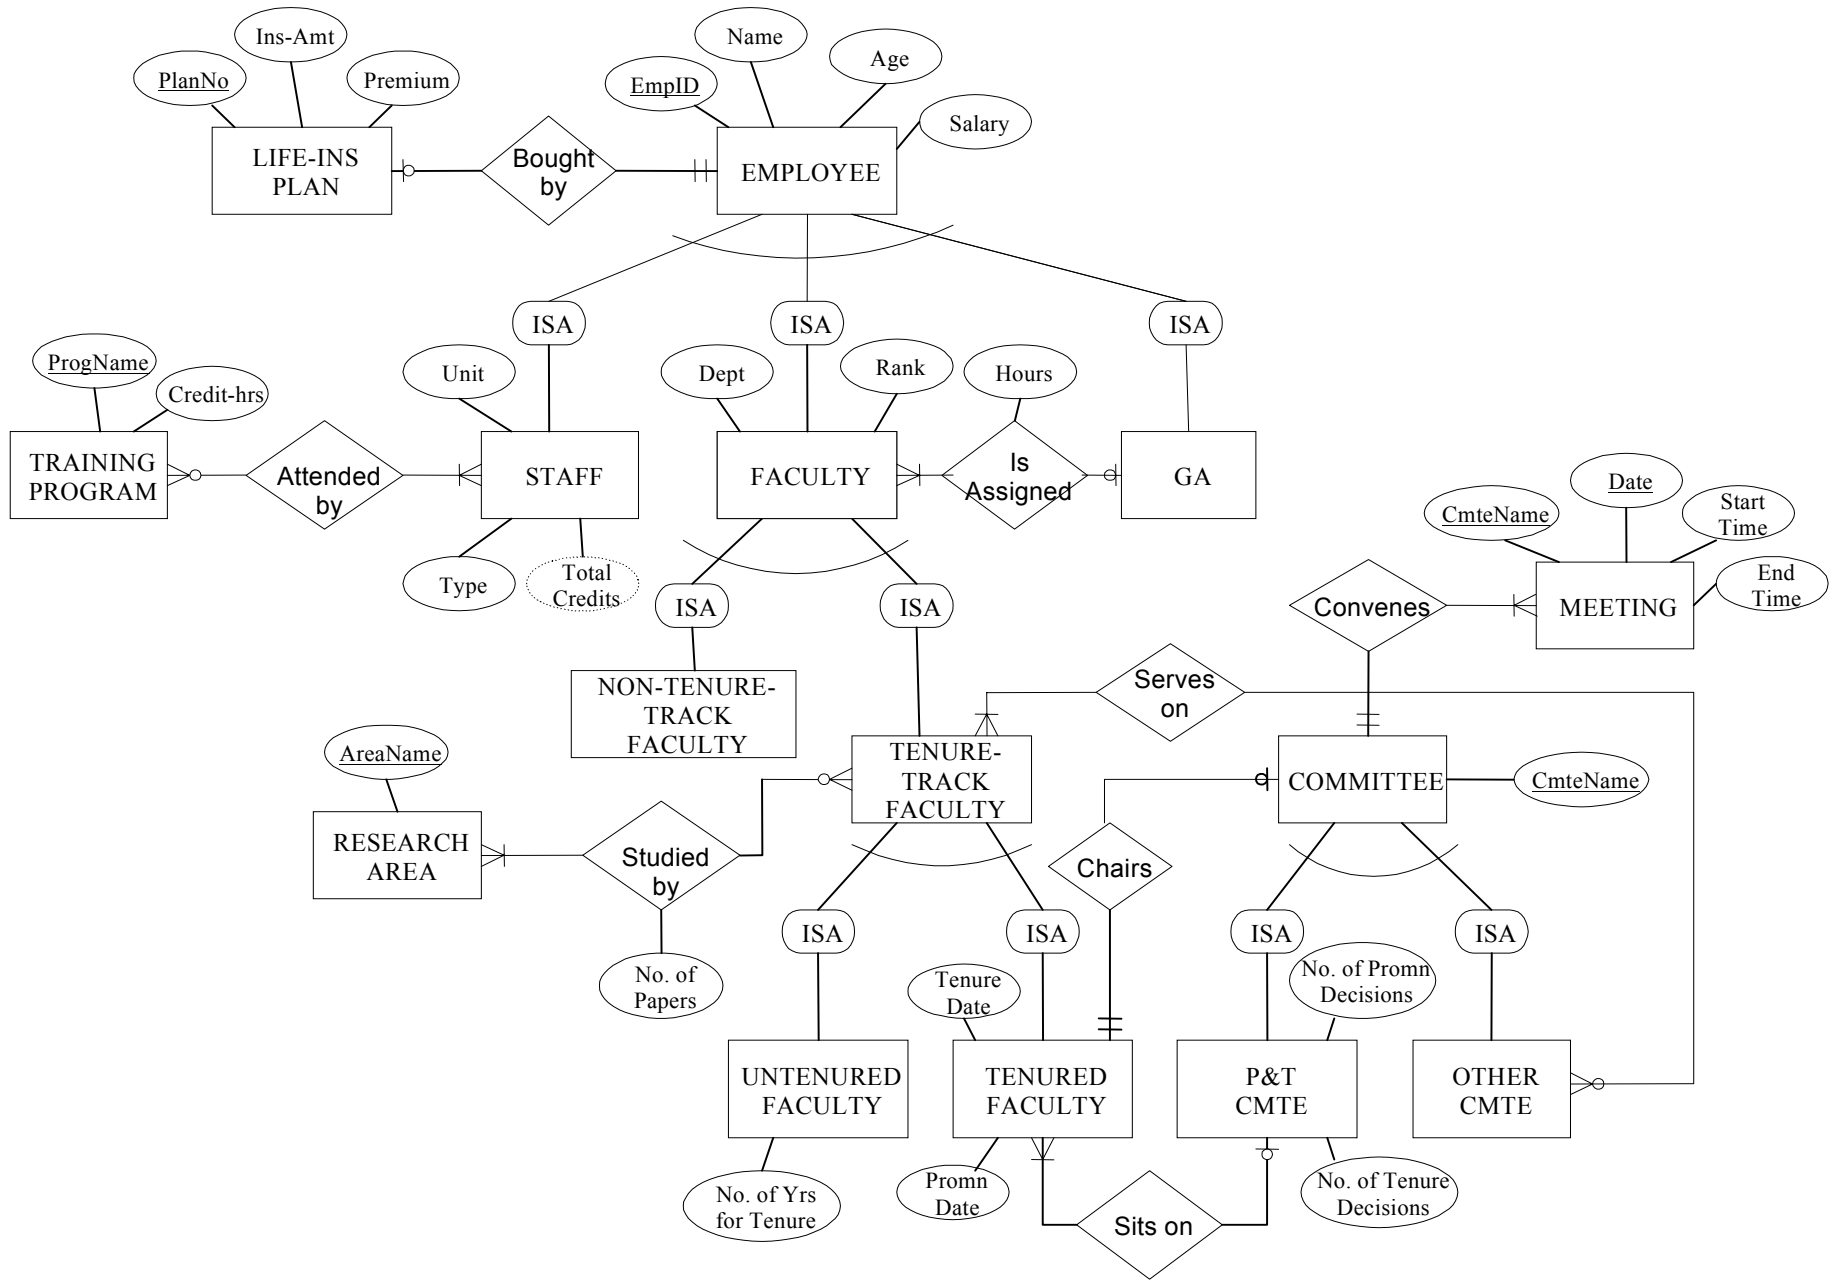 Ins-Amt
Name
Age
PlanNo
Premium
EmpID
Salary
LIFE-INS
PLAN
Bought
by
EMPLOYEE
ISA
ISA
ISA
ProgName
Credit-hrs
Unit
Dept
Rank
Hours
TRAINING
PROGRAM
Attended
by
STAFF
FACULTY
Is
Assigned
GA
Type
Total
Credits
CmteName
Date
Start
Time
End
Time
ISA
ISA
Convenes
MEETING
NON-TENURE-
TRACK
FACULTY
Serves
on
AreaName
TENURE-
TRACK
FACULTY
COMMITTEE
CmteName
RESEARCH
AREA
Studied
by
Chairs
ISA
ISA
ISA
ISA
No. of
Papers
Tenure
Date
No. of Promn
Decisions
UNTENURED
FACULTY
TENURED
FACULTY
P&T
CMTE
OTHER
CMTE
No. of Yrs
for Tenure
Promn
Date
Sits on
No. of Tenure
Decisions